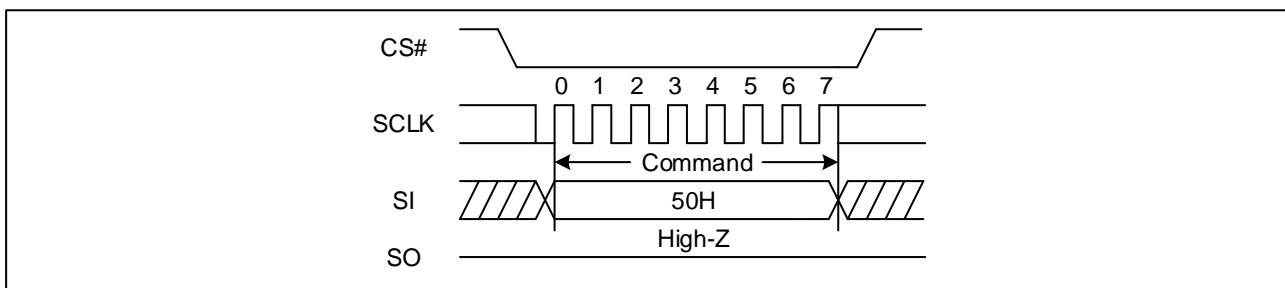 CS#
0 1 2 3 4 5 6 7
SCLK
Command
SI 50H
High-Z
SO